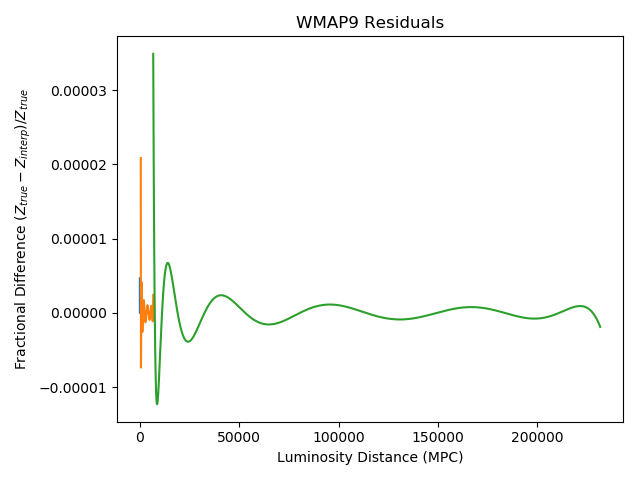 WMAP9 Residuals
Fractional Difference (Z_true − Z_interp)/Z_true
0.00003
0.00002
0.00001
0.00000
−0.00001
0 50000 100000 150000 200000
Luminosity Distance (MPC)